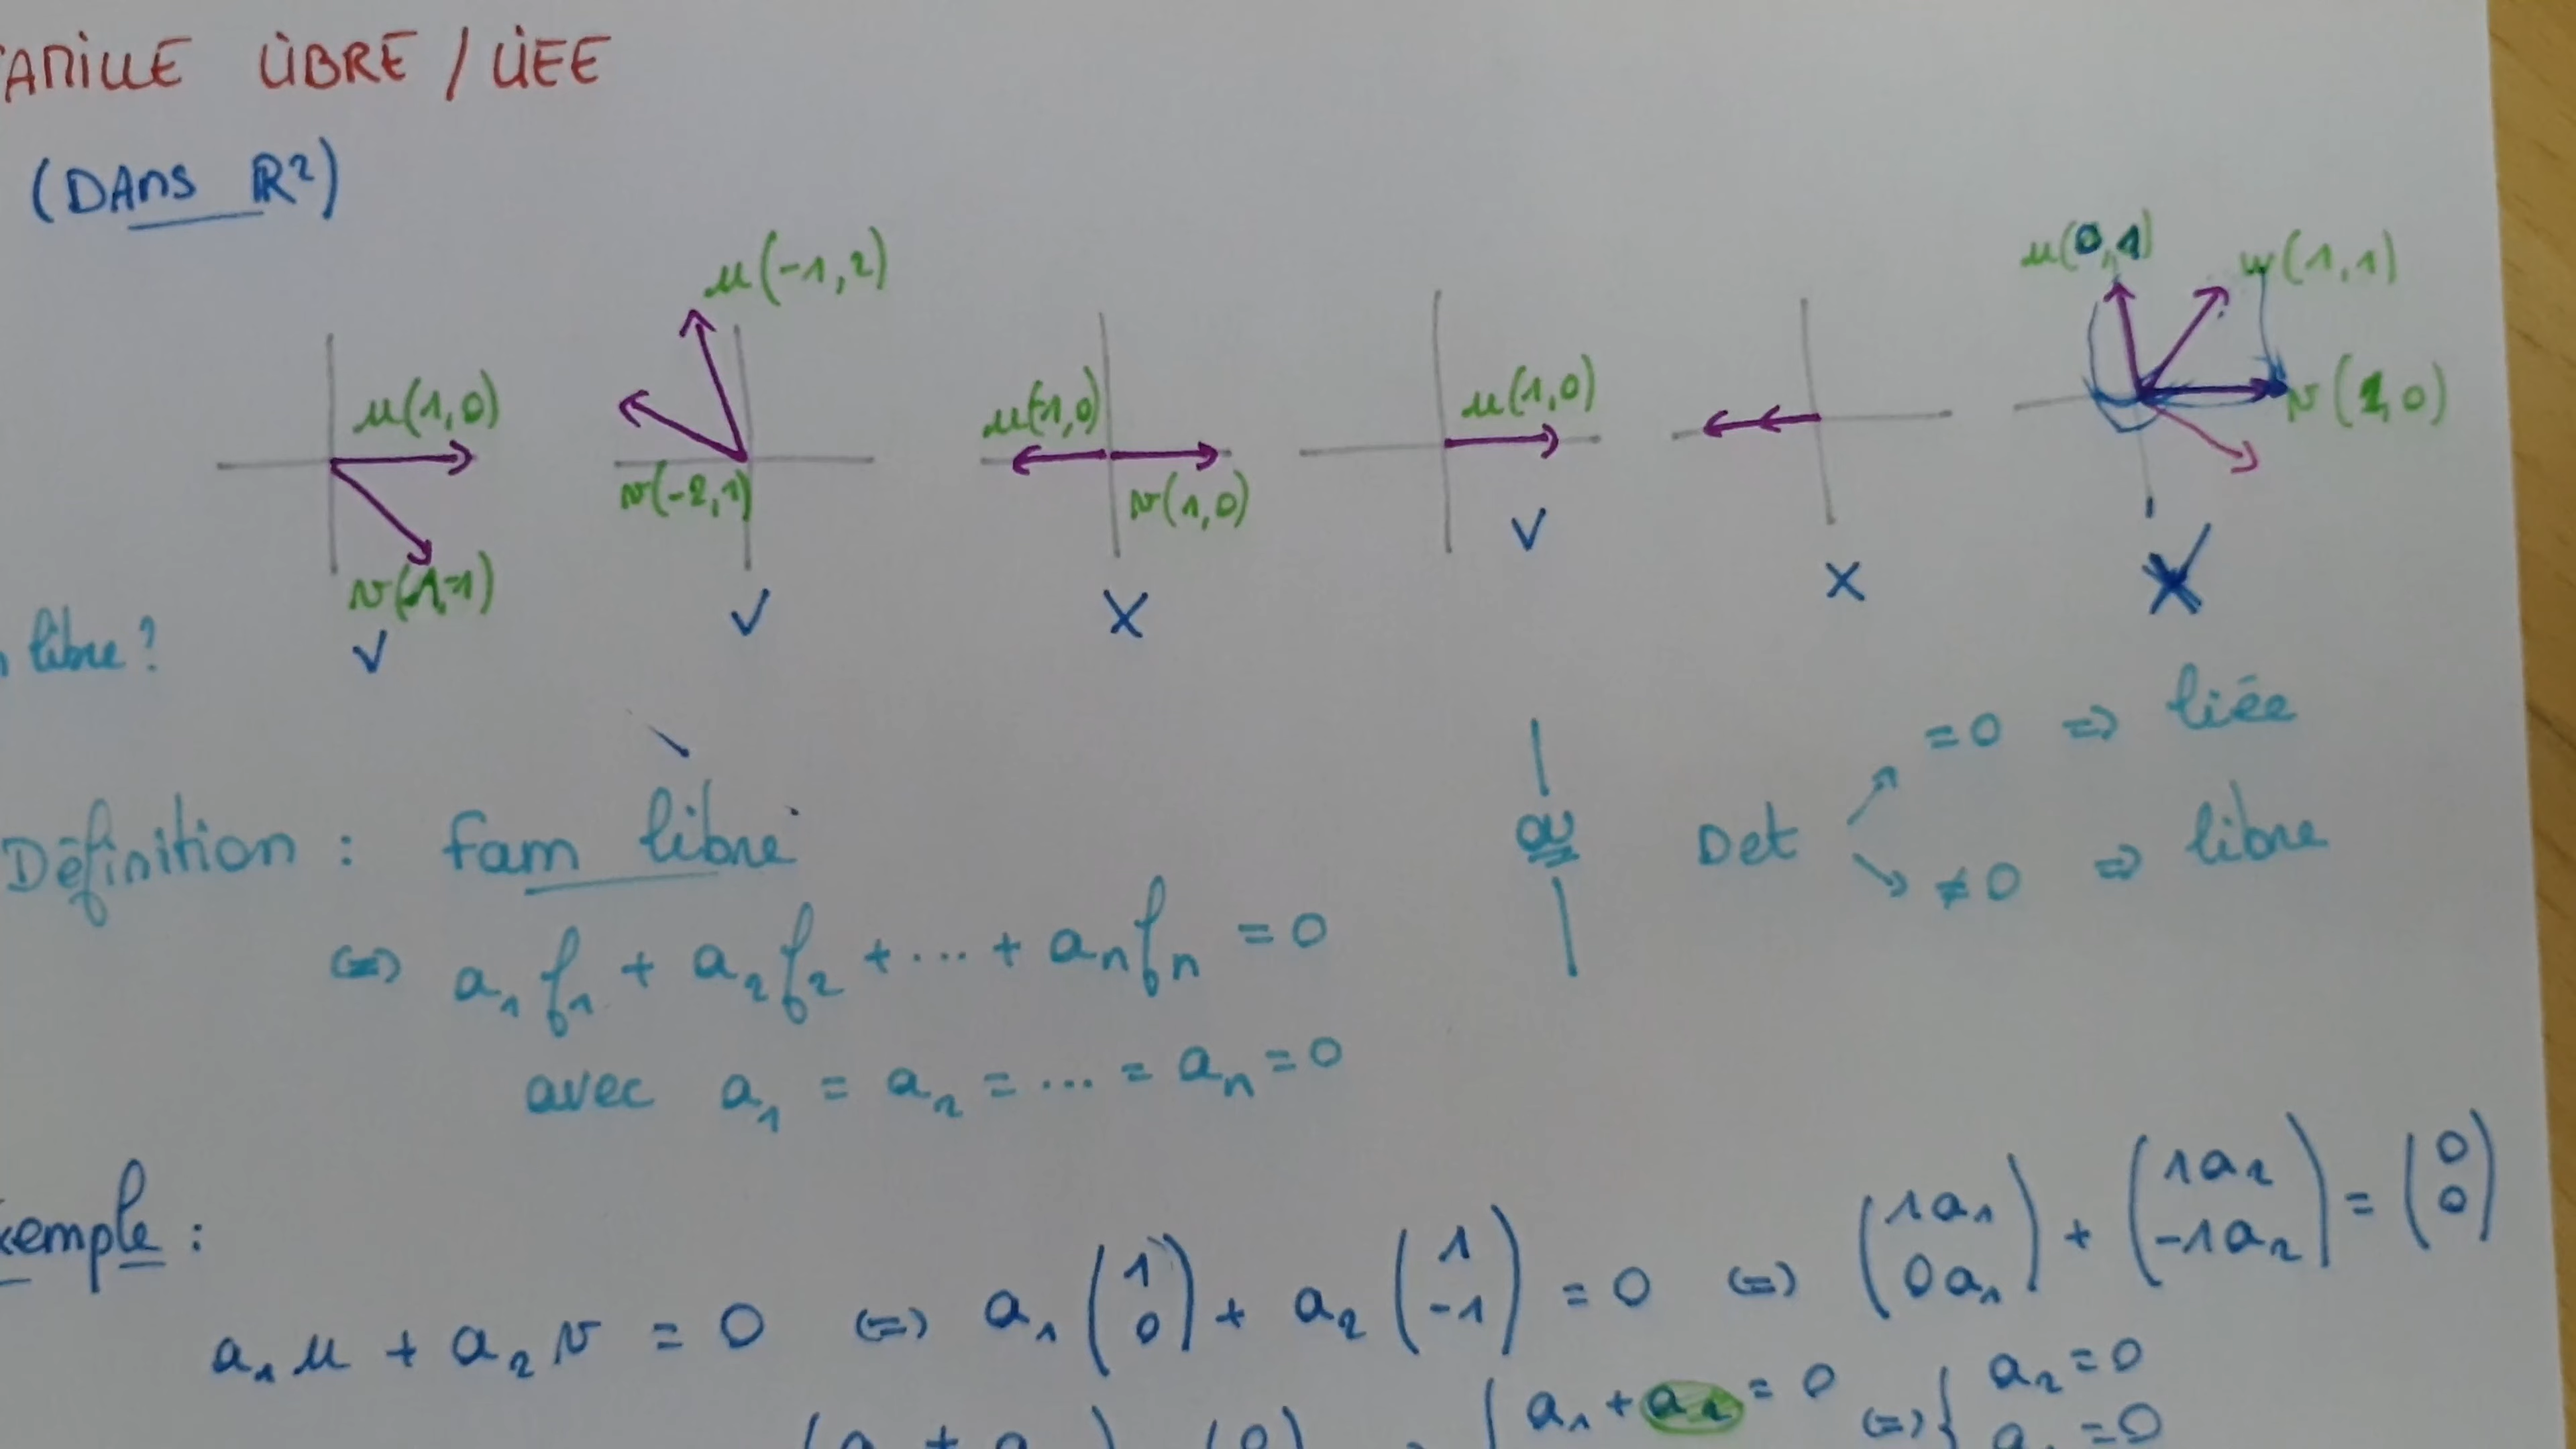 FAMILLE LIBRE / LIÉE
(DANS R²)
u(1,0)
v(1,-1)
V
u(-1,2)
v(-2,1)
V
u(-1,0)
v(1,0)
X
u(1,0)
V
X
u(0,1)
w(1,1)
v(1,0)
X
libre?
Définition : Fam libre
<=> a₁f₁ + a₂f₂ + ... + aₙfₙ = 0
avec a₁ = a₂ = ... = aₙ = 0
ou
Det
= 0 => liée
≠ 0 => libre
Exemple :
a₁u + a₂v = 0 <=> a₁ (1 0) + a₂ (1 -1) = 0 <=> (1a₁ 0a₁) + (1a₂ -1a₂) = (0 0)
a₁ + a₂ = 0 <=> { a₂ = 0
= 0